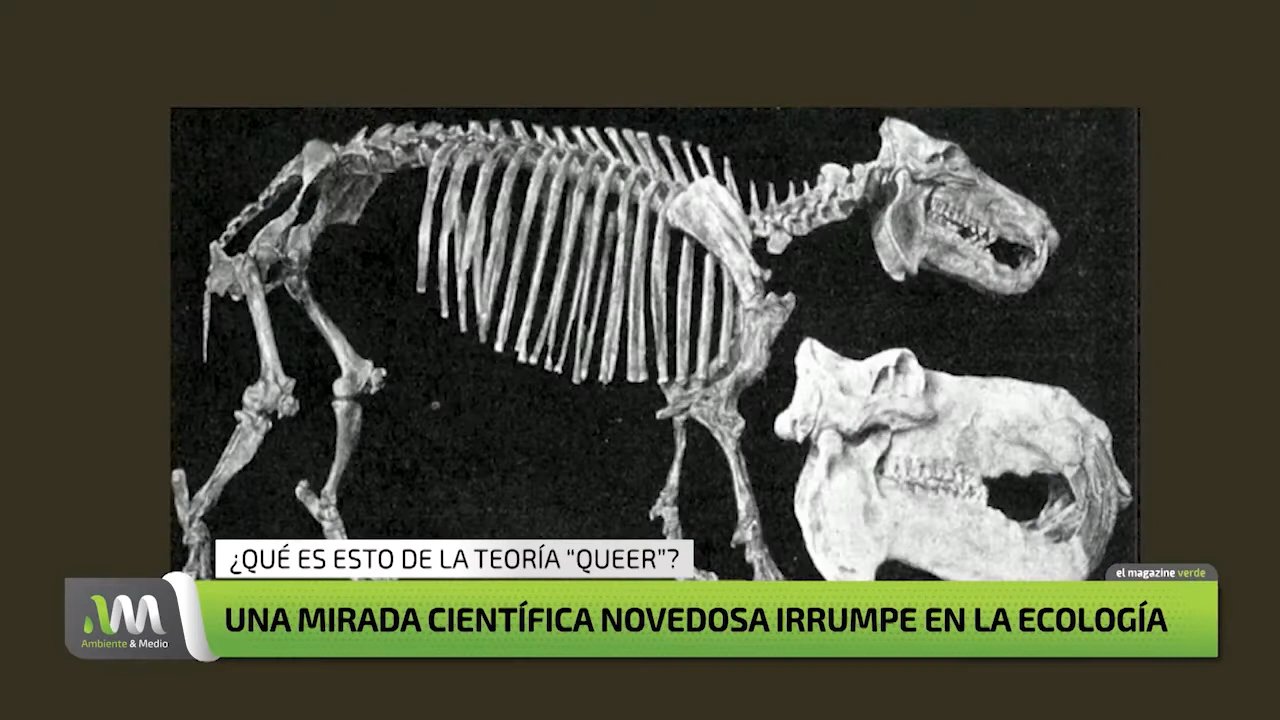 ¿QUÉ ES ESTO DE LA TEORÍA “QUEER”?
el magazine verde
UNA MIRADA CIENTÍFICA NOVEDOSA IRRUMPE EN LA ECOLOGÍA
AM
Ambiente & Medio